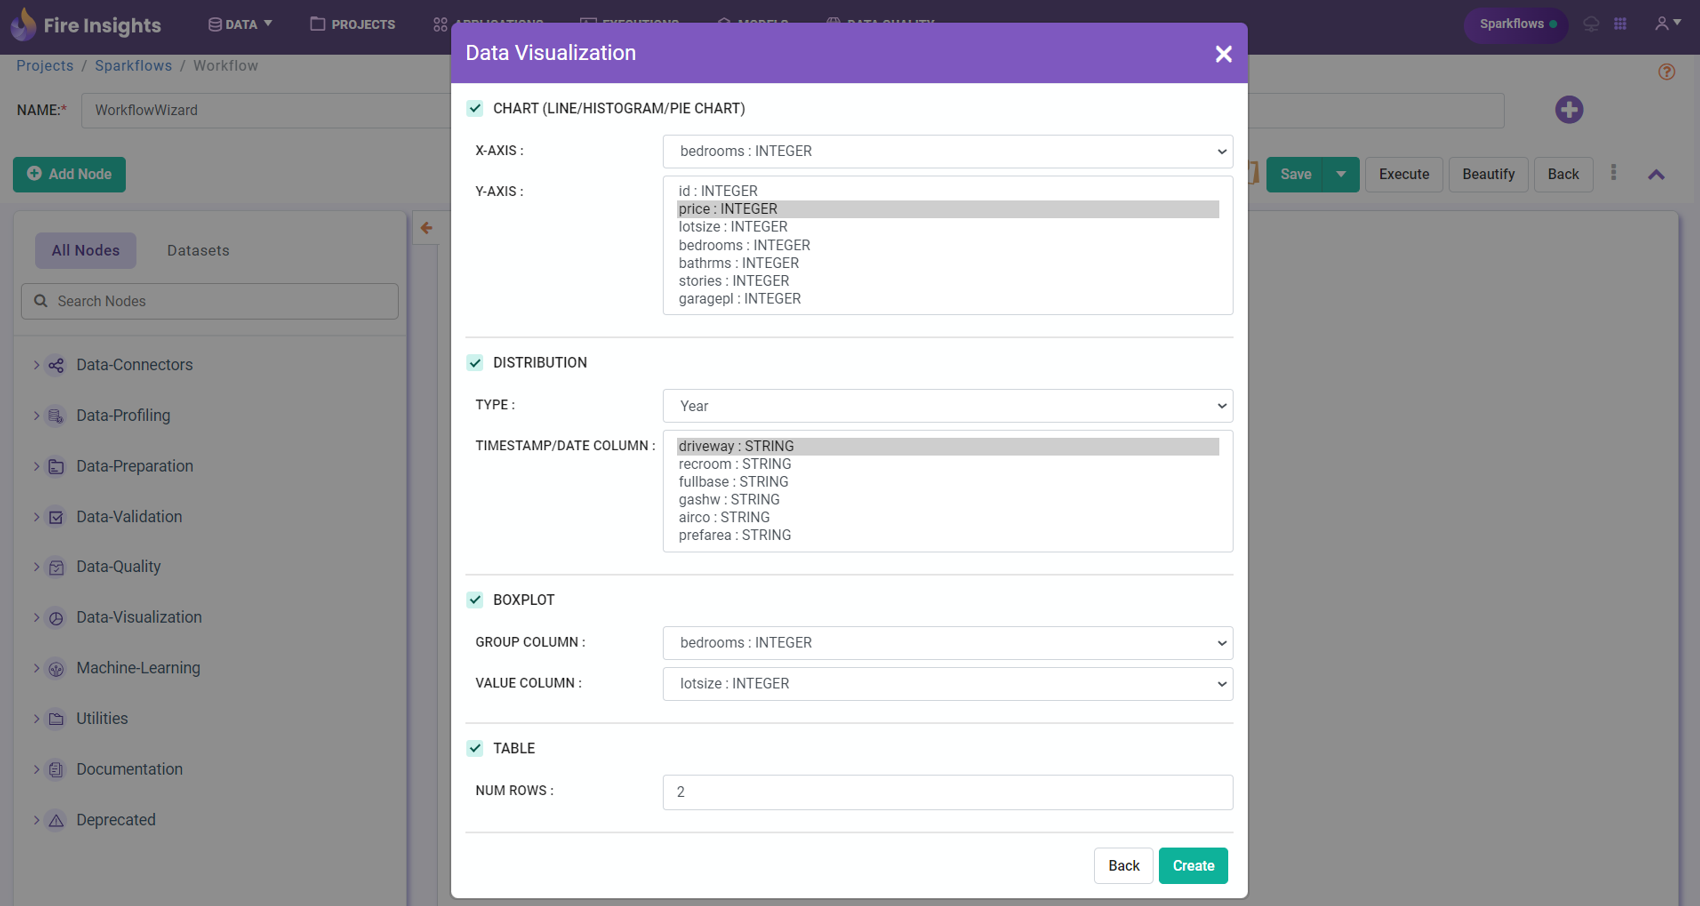 Fire Insights
DATA
PROJECTS
Sparkflows
Projects / Sparkflows / Workflow
NAME:*
WorkflowWizard
Add Node
Save
Execute
Beautify
Back
All Nodes
Datasets
Search Nodes
Data-Connectors
Data-Profiling
Data-Preparation
Data-Validation
Data-Quality
Data-Visualization
Machine-Learning
Utilities
Documentation
Deprecated
Data Visualization
CHART (LINE/HISTOGRAM/PIE CHART)
X-AXIS :
bedrooms : INTEGER
Y-AXIS :
id : INTEGER
price : INTEGER
lotsize : INTEGER
bedrooms : INTEGER
bathrms : INTEGER
stories : INTEGER
garagepl : INTEGER
DISTRIBUTION
TYPE :
Year
TIMESTAMP/DATE COLUMN :
driveway : STRING
recroom : STRING
fullbase : STRING
gashw : STRING
airco : STRING
prefarea : STRING
BOXPLOT
GROUP COLUMN :
bedrooms : INTEGER
VALUE COLUMN :
lotsize : INTEGER
TABLE
NUM ROWS :
2
Back
Create